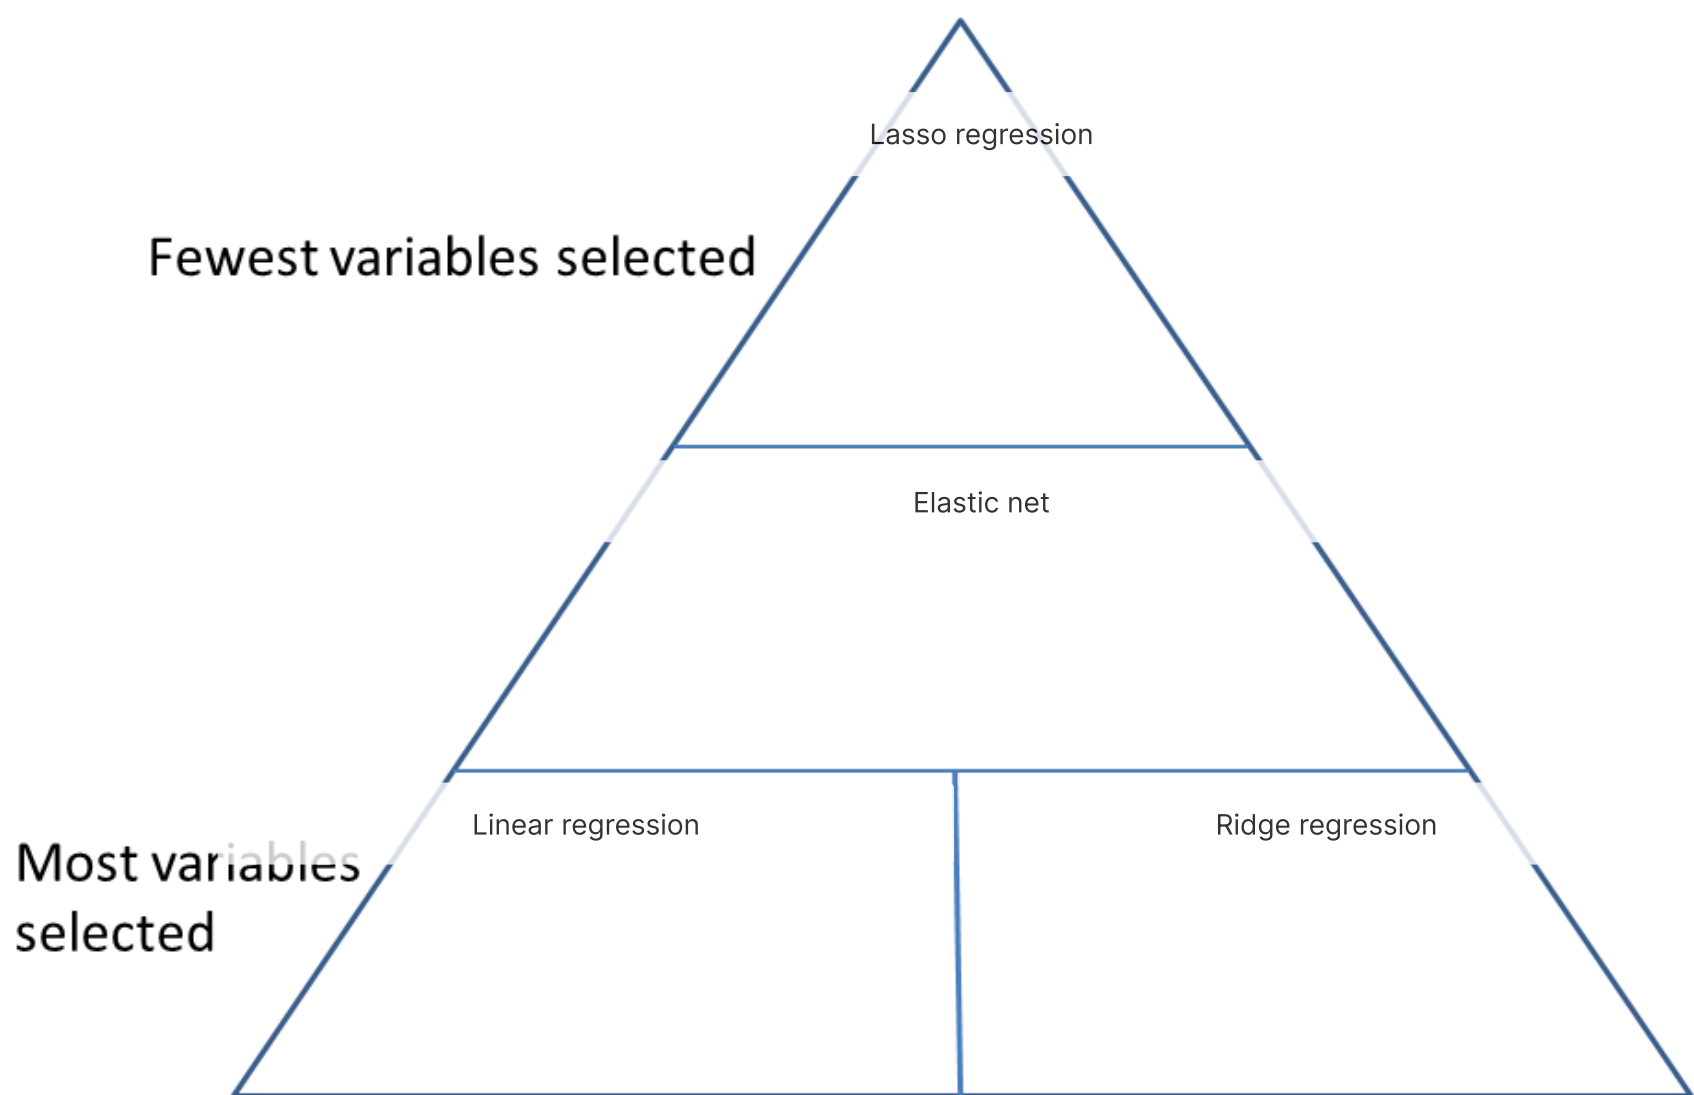 Lasso regression
Fewest variables selected
Elastic net
Linear regression
Ridge regression
Most variables
selected